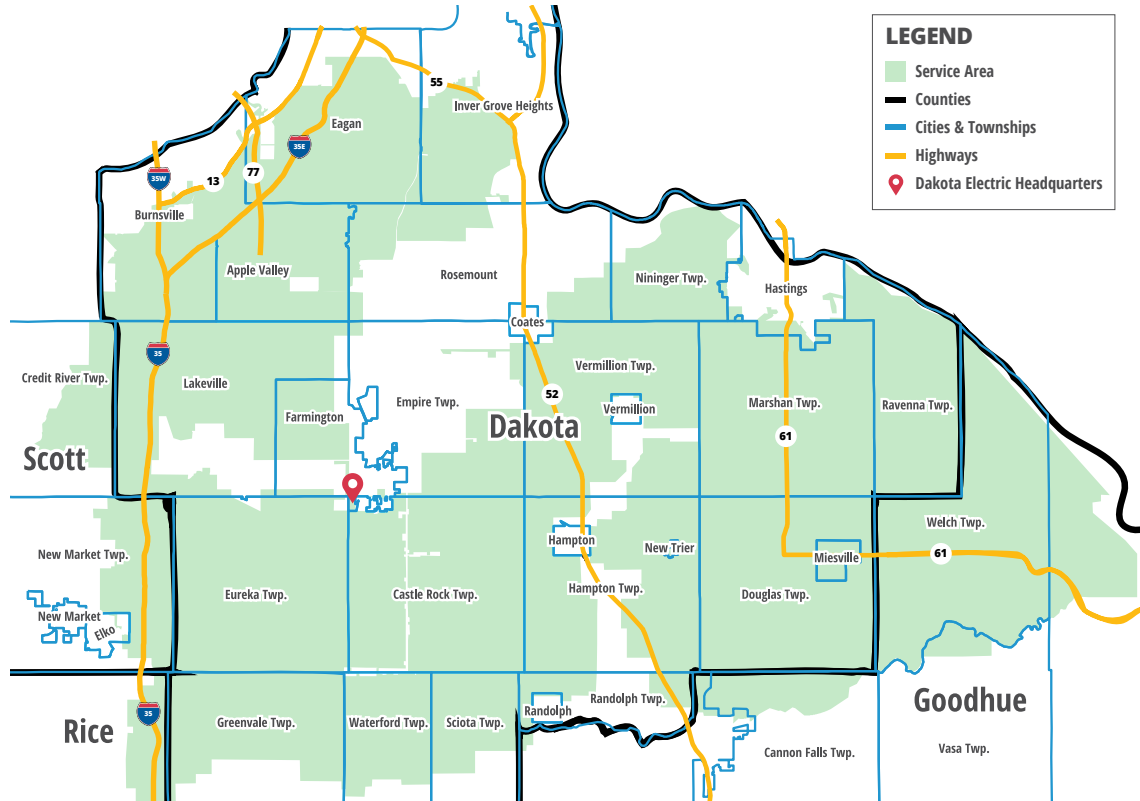 LEGEND
Service Area
Counties
Cities & Townships
Highways
Dakota Electric Headquarters
55
Inver Grove Heights
Eagan
35E
35W
13
77
Burnsville
Apple Valley
Rosemount
Nininger Twp.
Hastings
Coates
35
Credit River Twp.
Lakeville
Vermillion Twp.
Farmington
Empire Twp.
52
Vermillion
Marshan Twp.
Ravenna Twp.
Dakota
61
Scott
Welch Twp.
Hampton
New Trier
Miesville
61
New Market Twp.
Eureka Twp.
Castle Rock Twp.
Hampton Twp.
Douglas Twp.
New Market
Elko
Randolph Twp.
Goodhue
Randolph
35
Rice
Greenvale Twp.
Waterford Twp.
Sciota Twp.
Cannon Falls Twp.
Vasa Twp.